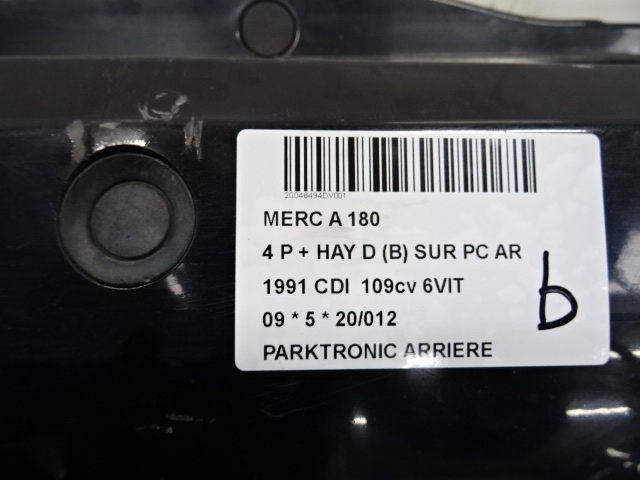 20048494DV001
MERC A 180
4 P + HAY D (B) SUR PC AR
1991 CDI 109cv 6VIT
09 * 5 * 20/012
PARKTRONIC ARRIERE
b